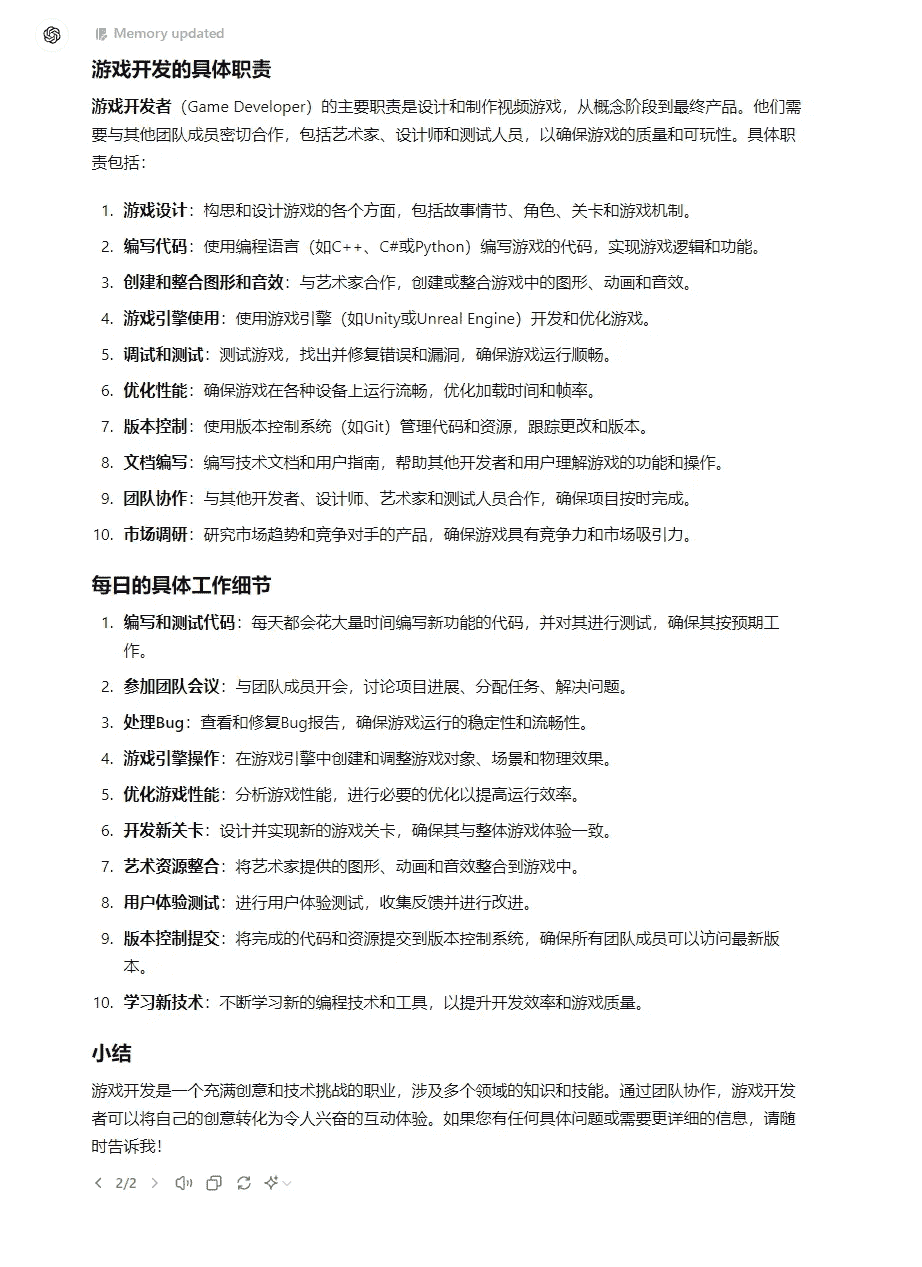 Memory updated
游戏开发的具体职责
游戏开发者（Game Developer）的主要职责是设计和制作视频游戏，从概念阶段到最终产品。他们需
要与其他团队成员密切合作，包括艺术家、设计师和测试人员，以确保游戏的质量和可玩性。具体职
责包括：
1. 游戏设计：构思和设计游戏的各个方面，包括故事情节、角色、关卡和游戏机制。
2. 编写代码：使用编程语言（如C++、C#或Python）编写游戏的代码，实现游戏逻辑和功能。
3. 创建和整合图形和音效：与艺术家合作，创建或整合游戏中的图形、动画和音效。
4. 游戏引擎使用：使用游戏引擎（如Unity或Unreal Engine）开发和优化游戏。
5. 调试和测试：测试游戏，找出并修复错误和漏洞，确保游戏运行顺畅。
6. 优化性能：确保游戏在各种设备上运行流畅，优化加载时间和帧率。
7. 版本控制：使用版本控制系统（如Git）管理代码和资源，跟踪更改和版本。
8. 文档编写：编写技术文档和用户指南，帮助其他开发者和用户理解游戏的功能和操作。
9. 团队协作：与其他开发者、设计师、艺术家和测试人员合作，确保项目按时完成。
10. 市场调研：研究市场趋势和竞争对手的产品，确保游戏具有竞争力和市场吸引力。
每日的具体工作细节
1. 编写和测试代码：每天都会花大量时间编写新功能的代码，并对其进行测试，确保其按预期工
作。
2. 参加团队会议：与团队成员开会，讨论项目进展、分配任务、解决问题。
3. 处理Bug：查看和修复Bug报告，确保游戏运行的稳定性和流畅性。
4. 游戏引擎操作：在游戏引擎中创建和调整游戏对象、场景和物理效果。
5. 优化游戏性能：分析游戏性能，进行必要的优化以提高运行效率。
6. 开发新关卡：设计并实现新的游戏关卡，确保其与整体游戏体验一致。
7. 艺术资源整合：将艺术家提供的图形、动画和音效整合到游戏中。
8. 用户体验测试：进行用户体验测试，收集反馈并进行改进。
9. 版本控制提交：将完成的代码和资源提交到版本控制系统，确保所有团队成员可以访问最新版
本。
10. 学习新技术：不断学习新的编程技术和工具，以提升开发效率和游戏质量。
小结
游戏开发是一个充满创意和技术挑战的职业，涉及多个领域的知识和技能。通过团队协作，游戏开发
者可以将自己的创意转化为令人兴奋的互动体验。如果您有任何具体问题或需要更详细的信息，请随
时告诉我！
2/2